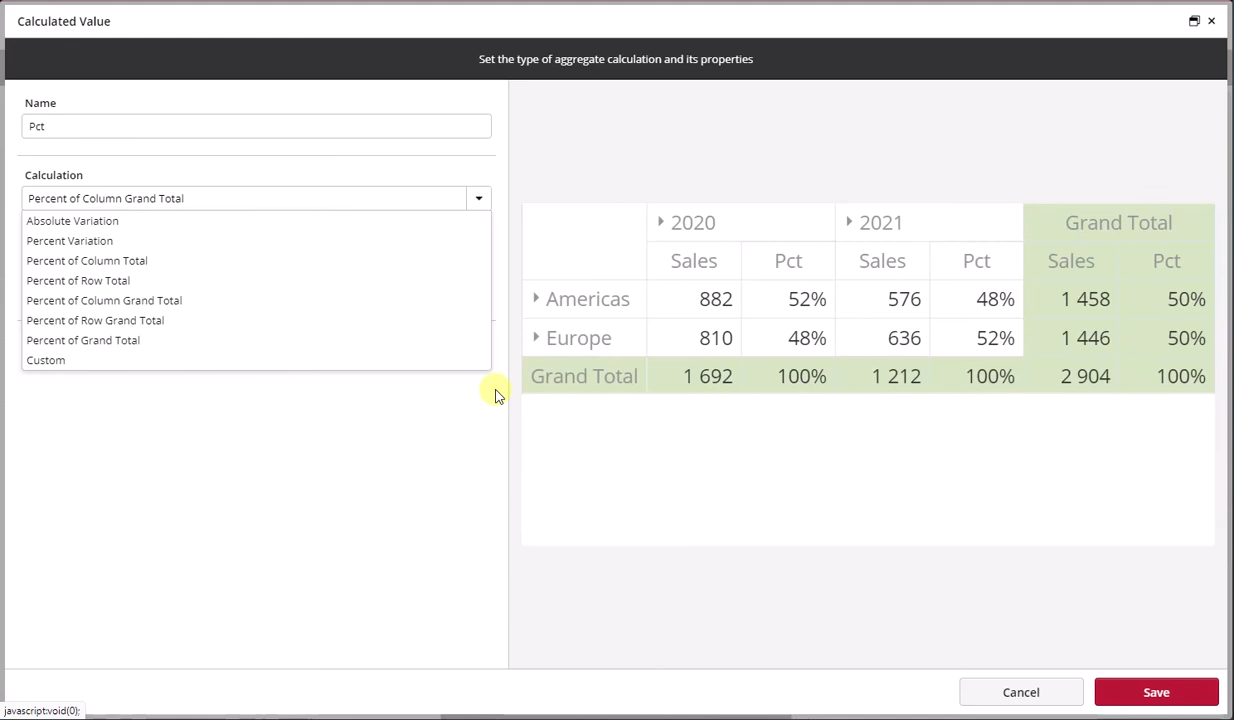 Calculated Value
Set the type of aggregate calculation and its properties
Name
Pct
Calculation
Percent of Column Grand Total
Absolute Variation
Percent Variation
Percent of Column Total
Percent of Row Total
Percent of Column Grand Total
Percent of Row Grand Total
Percent of Grand Total
Custom
2020 2021 Grand Total
Sales Pct Sales Pct Sales Pct
Americas 882 52% 576 48% 1 458 50%
Europe 810 48% 636 52% 1 446 50%
Grand Total 1 692 100% 1 212 100% 2 904 100%
Cancel Save
javascript:void(0);